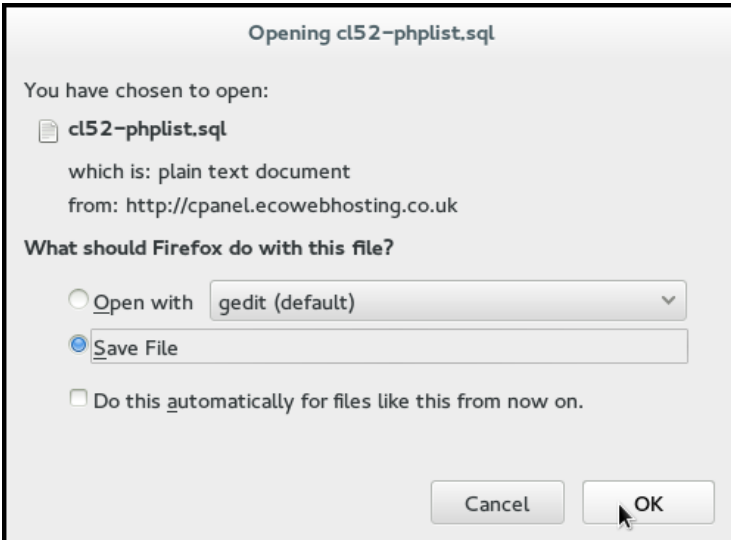 Opening cl52-phplist.sql
You have chosen to open:
cl52-phplist.sql
which is: plain text document
from: http://cpanel.ecowebhosting.co.uk
What should Firefox do with this file?
Open with gedit (default)
Save File
Do this automatically for files like this from now on.
Cancel OK